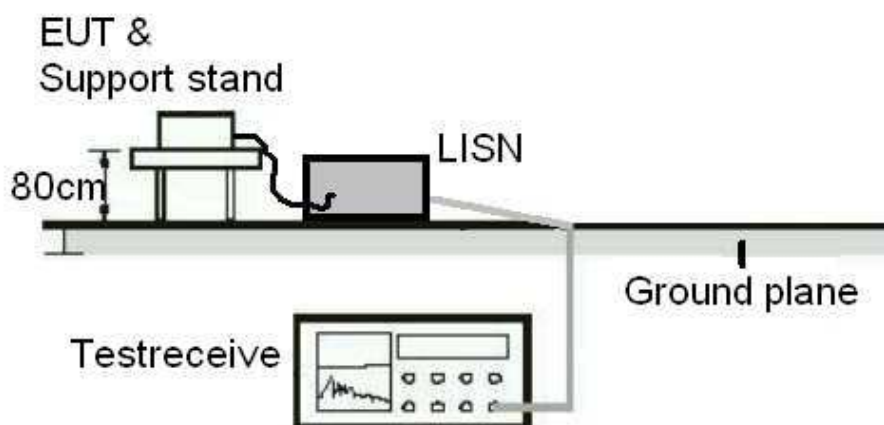 EUT &
Support stand
LISN
80cm
Ground plane
Testreceive